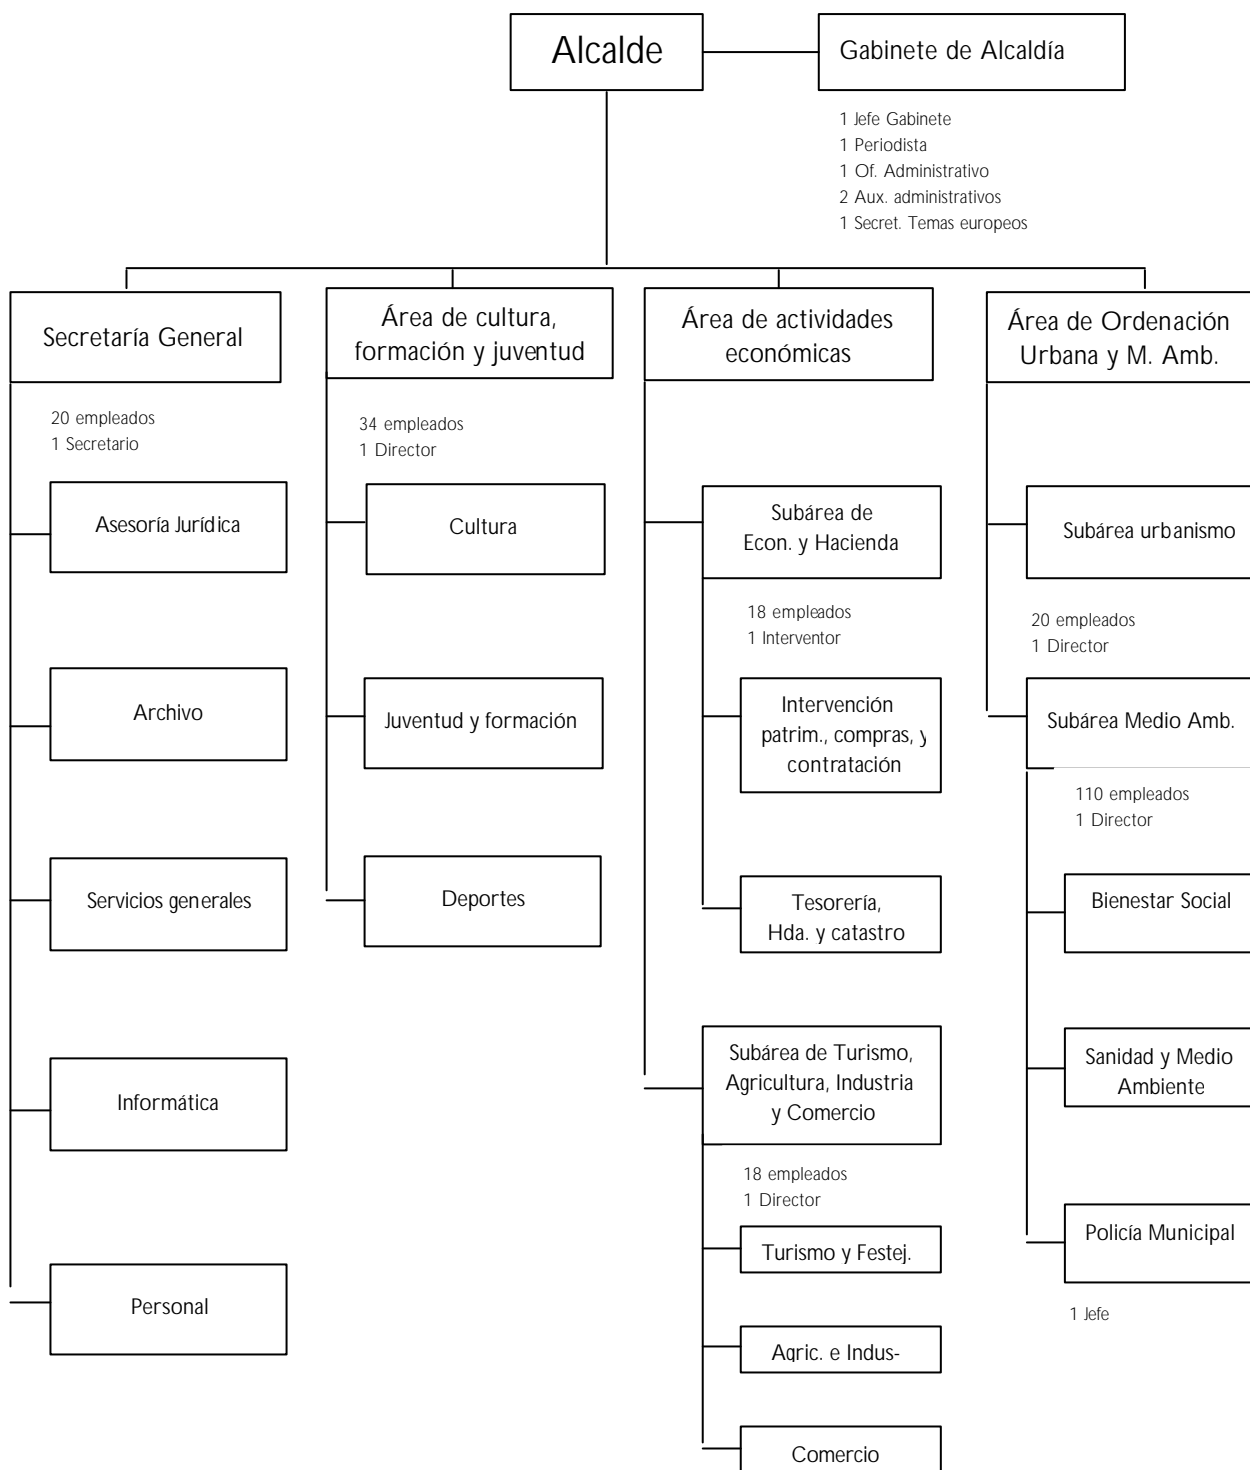 Alcalde
Gabinete de Alcaldía
1 Jefe Gabinete
1 Periodista
1 Of. Administrativo
2 Aux. administrativos
1 Secret. Temas europeos
Secretaría General
20 empleados
1 Secretario
Asesoría Jurídica
Archivo
Servicios generales
Informática
Personal
Área de cultura,
formación y juventud
34 empleados
1 Director
Cultura
Juventud y formación
Deportes
Área de actividades
económicas
Subárea de
Econ. y Hacienda
18 empleados
1 Interventor
Intervención
patrim., compras, y
contratación
Tesorería,
Hda. y catastro
Subárea de Turismo,
Agricultura, Industria
y Comercio
18 empleados
1 Director
Turismo y Festej.
Agric. e Indus-
Comercio
Área de Ordenación
Urbana y M. Amb.
Subárea urbanismo
20 empleados
1 Director
Subárea Medio Amb.
110 empleados
1 Director
Bienestar Social
Sanidad y Medio
Ambiente
Policía Municipal
1 Jefe